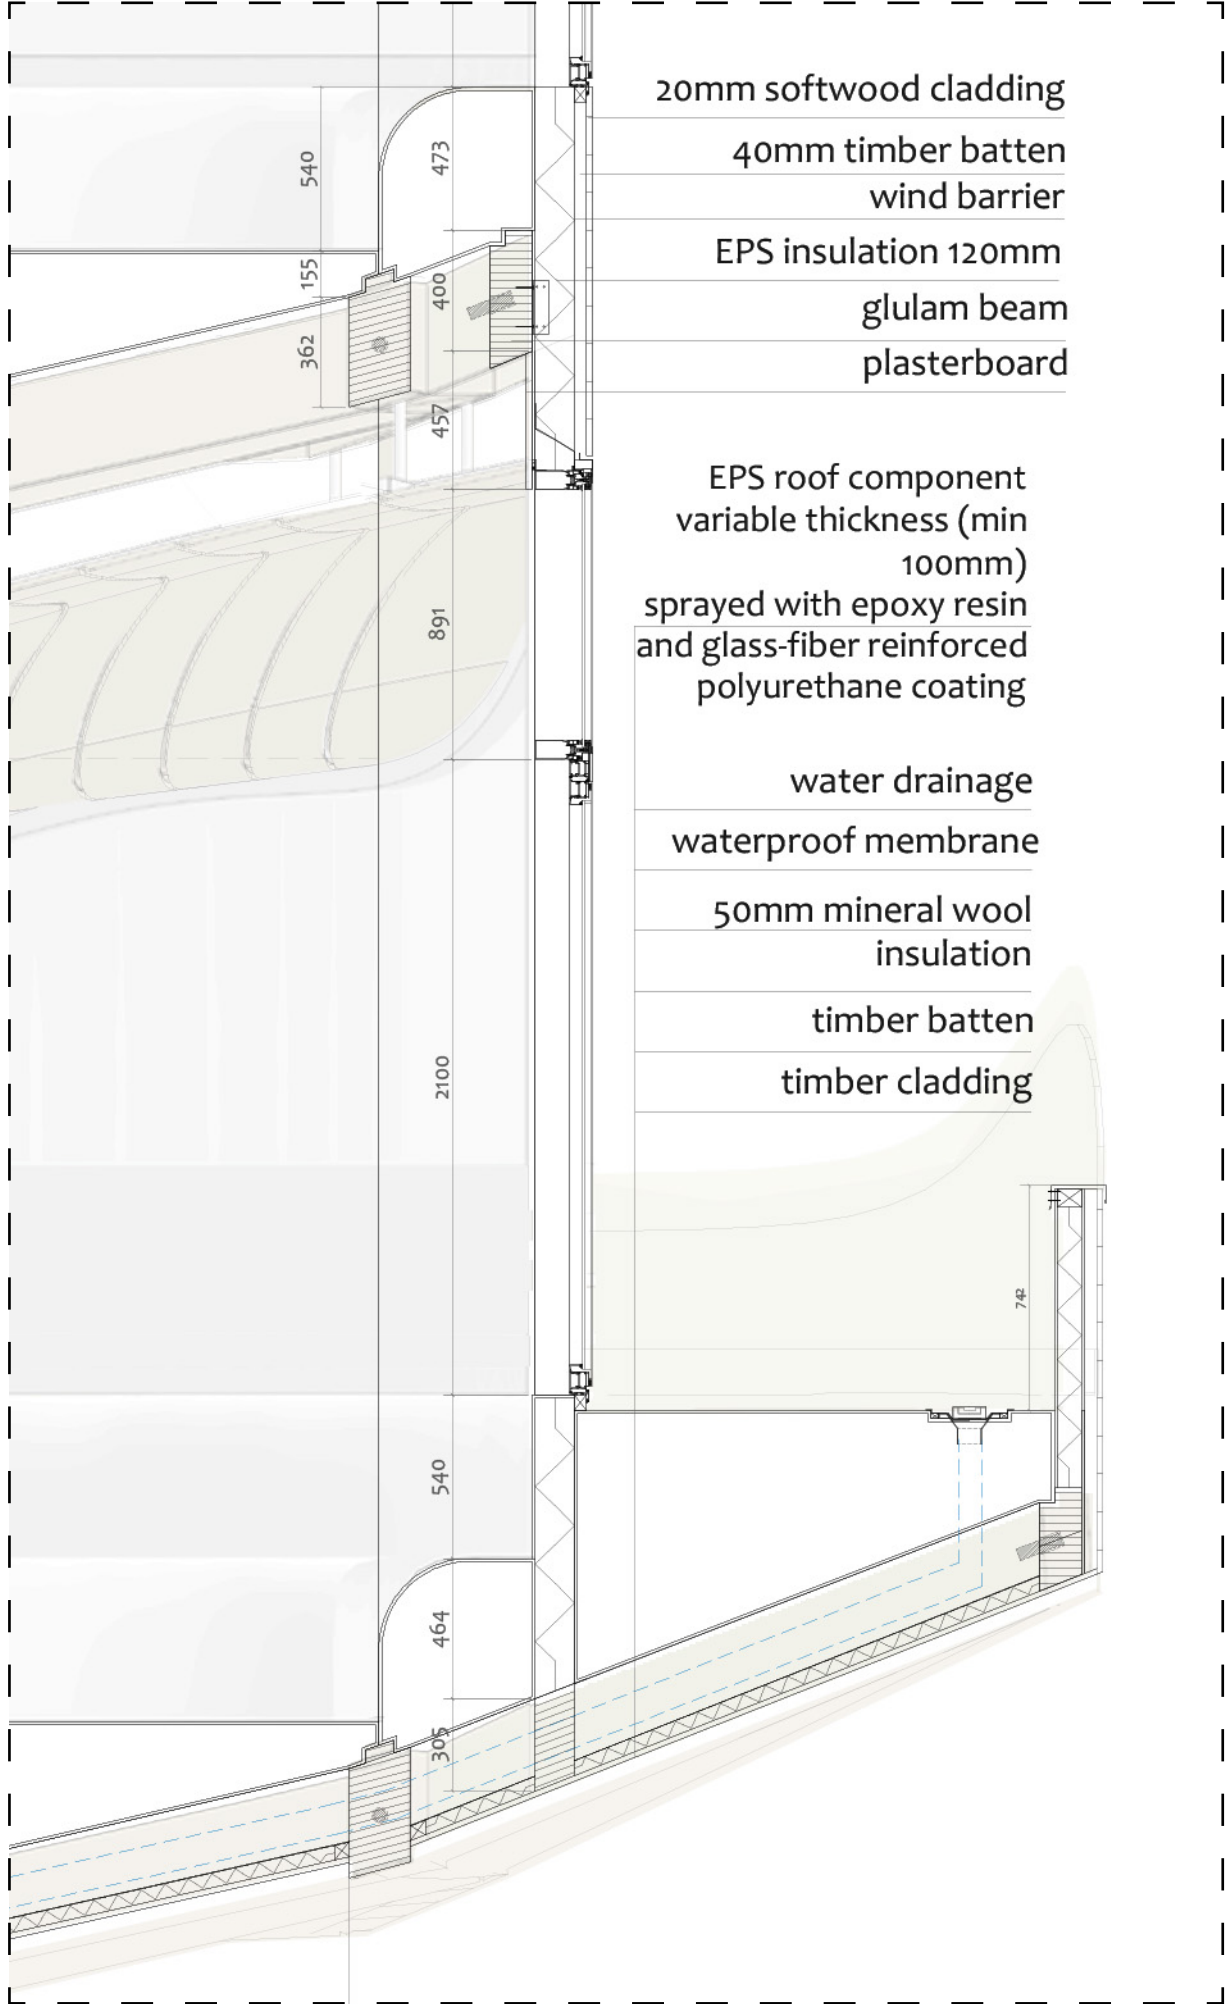 20mm softwood cladding
40mm timber batten
wind barrier
EPS insulation 120mm
glulam beam
plasterboard
EPS roof component
variable thickness (min
100mm)
sprayed with epoxy resin
and glass-fiber reinforced
polyurethane coating
water drainage
waterproof membrane
50mm mineral wool
insulation
timber batten
timber cladding
540
155
362
473
400
457
891
2100
540
464
305
742